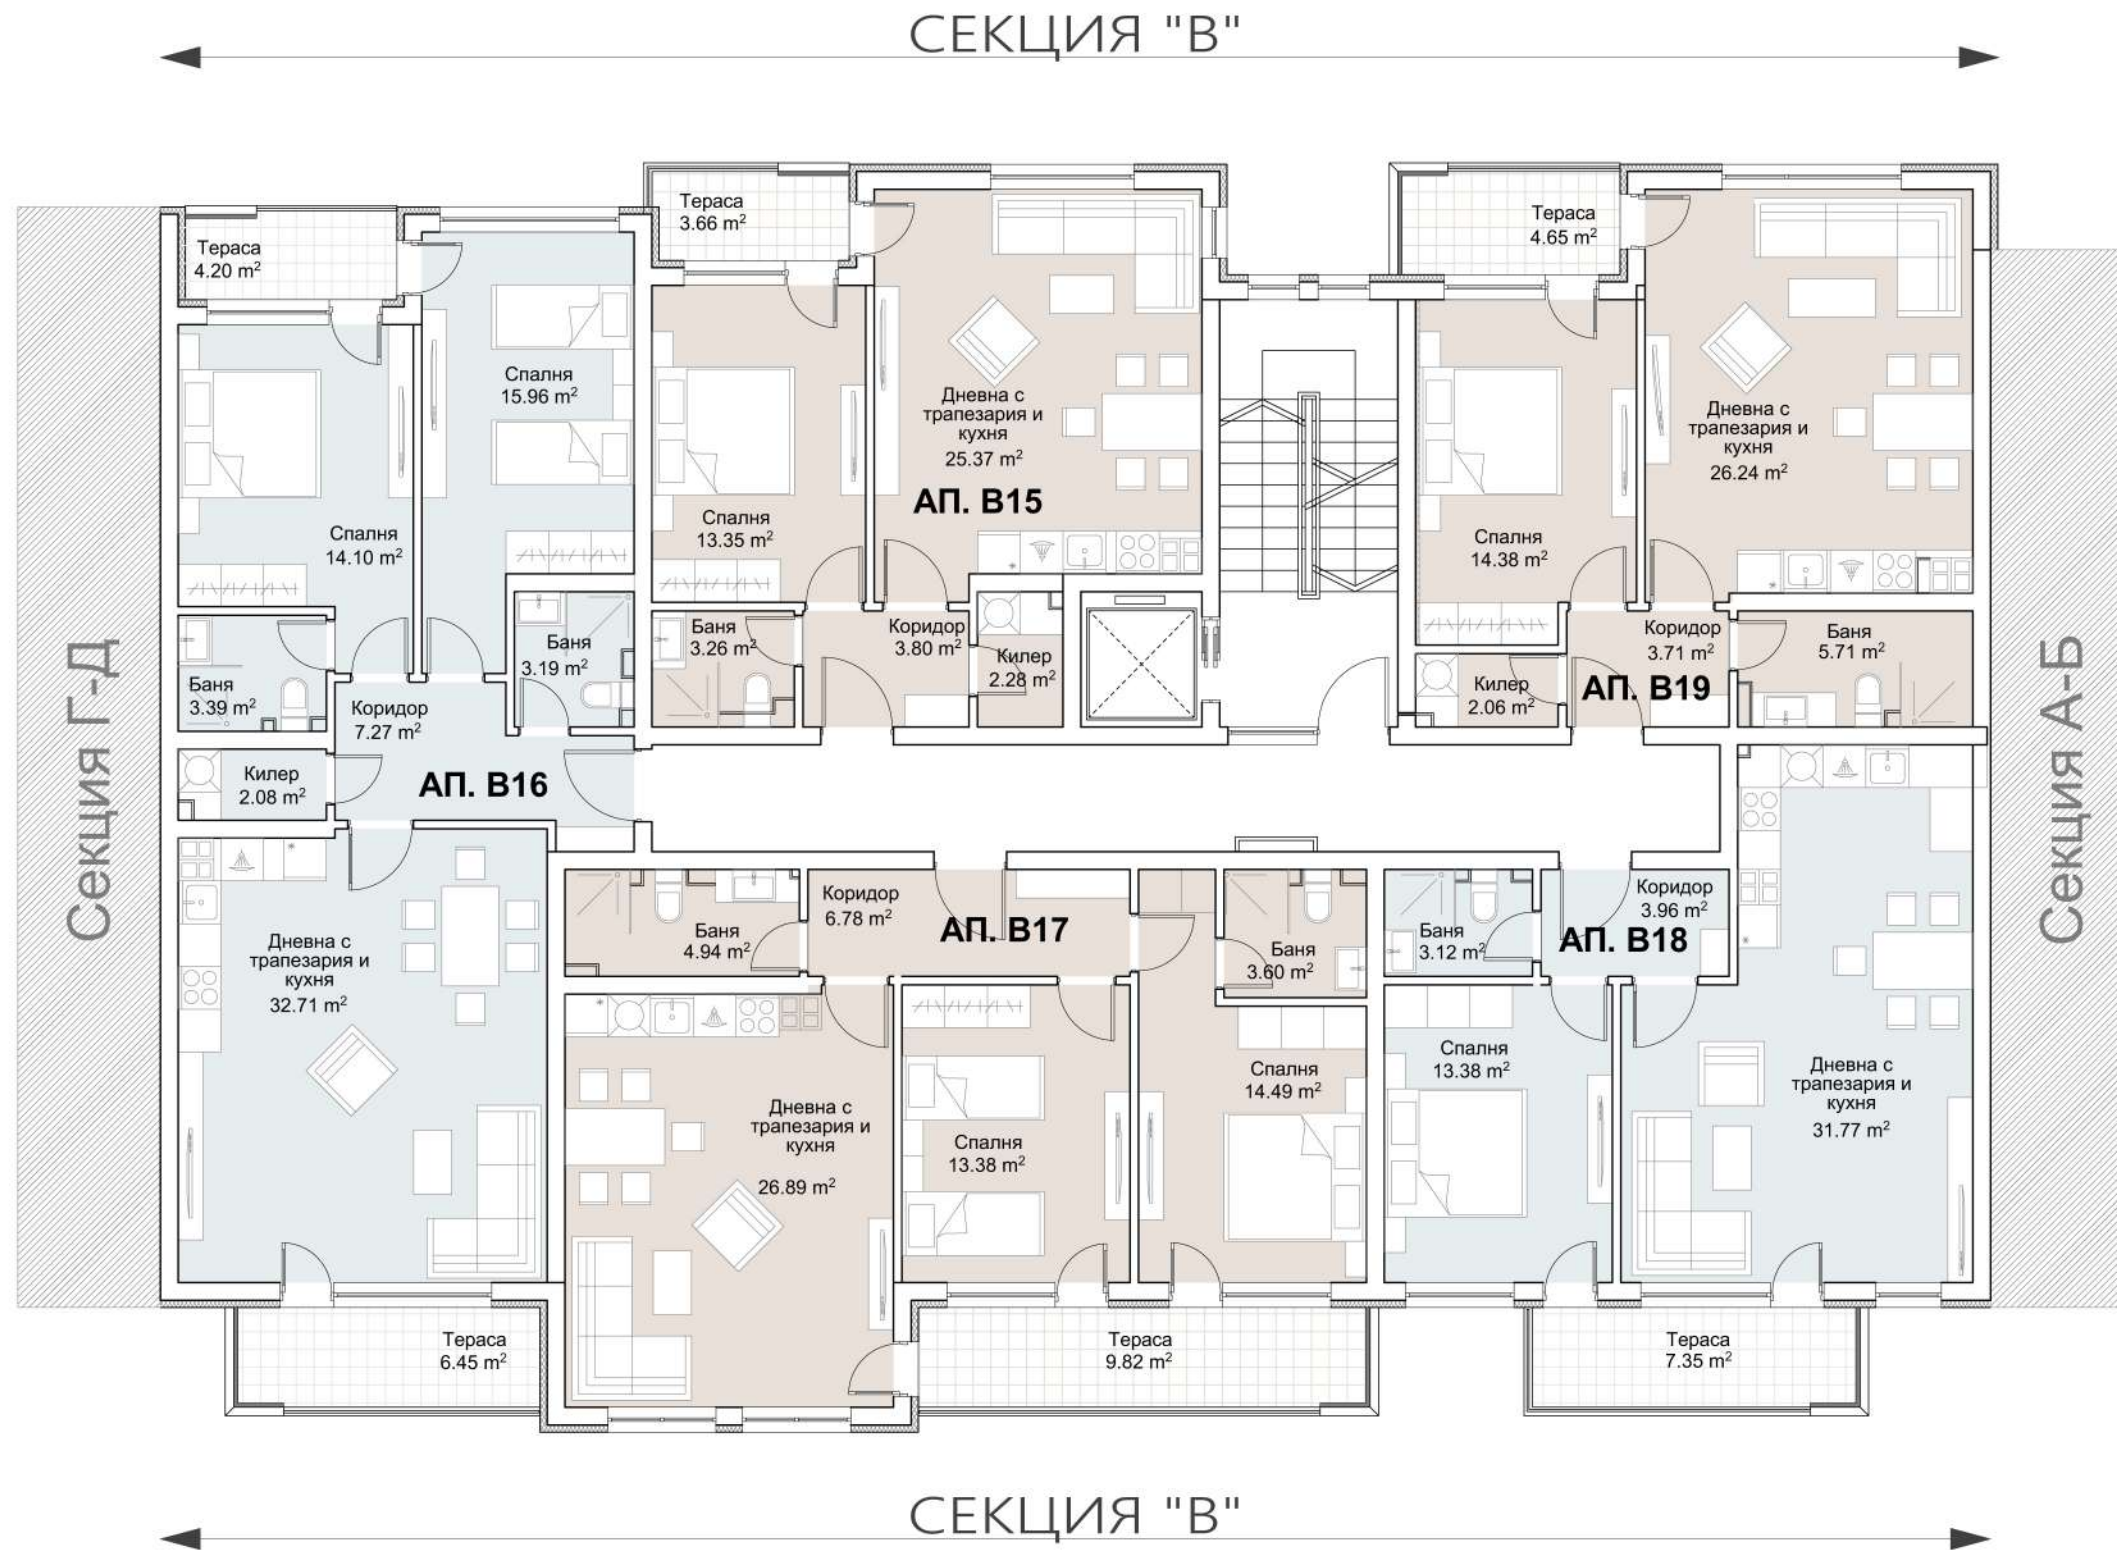 СЕКЦИЯ "В"
Тераса
4.20 m²
Спалня
15.96 m²
Спалня
14.10 m²
Баня
3.39 m²
Баня
3.19 m²
Коридор
7.27 m²
Килер
2.08 m²
АП. В16
Дневна с
трапезария и
кухня
32.71 m²
Тераса
6.45 m²
Тераса
3.66 m²
Дневна с
трапезария и
кухня
25.37 m²
АП. В15
Спалня
13.35 m²
Баня
3.26 m²
Коридор
3.80 m²
Килер
2.28 m²
Тераса
4.65 m²
Дневна с
трапезария и
кухня
26.24 m²
Спалня
14.38 m²
Коридор
3.71 m²
Баня
5.71 m²
Килер
2.06 m²
АП. В19
Коридор
6.78 m²
АП. В17
Баня
4.94 m²
Баня
3.60 m²
Спалня
14.49 m²
Дневна с
трапезария и
кухня
26.89 m²
Спалня
13.38 m²
Тераса
9.82 m²
Коридор
3.96 m²
Баня
3.12 m²
АП. В18
Спалня
13.38 m²
Дневна с
трапезария и
кухня
31.77 m²
Тераса
7.35 m²
Секция Г-Д
Секция А-Б
СЕКЦИЯ "В"